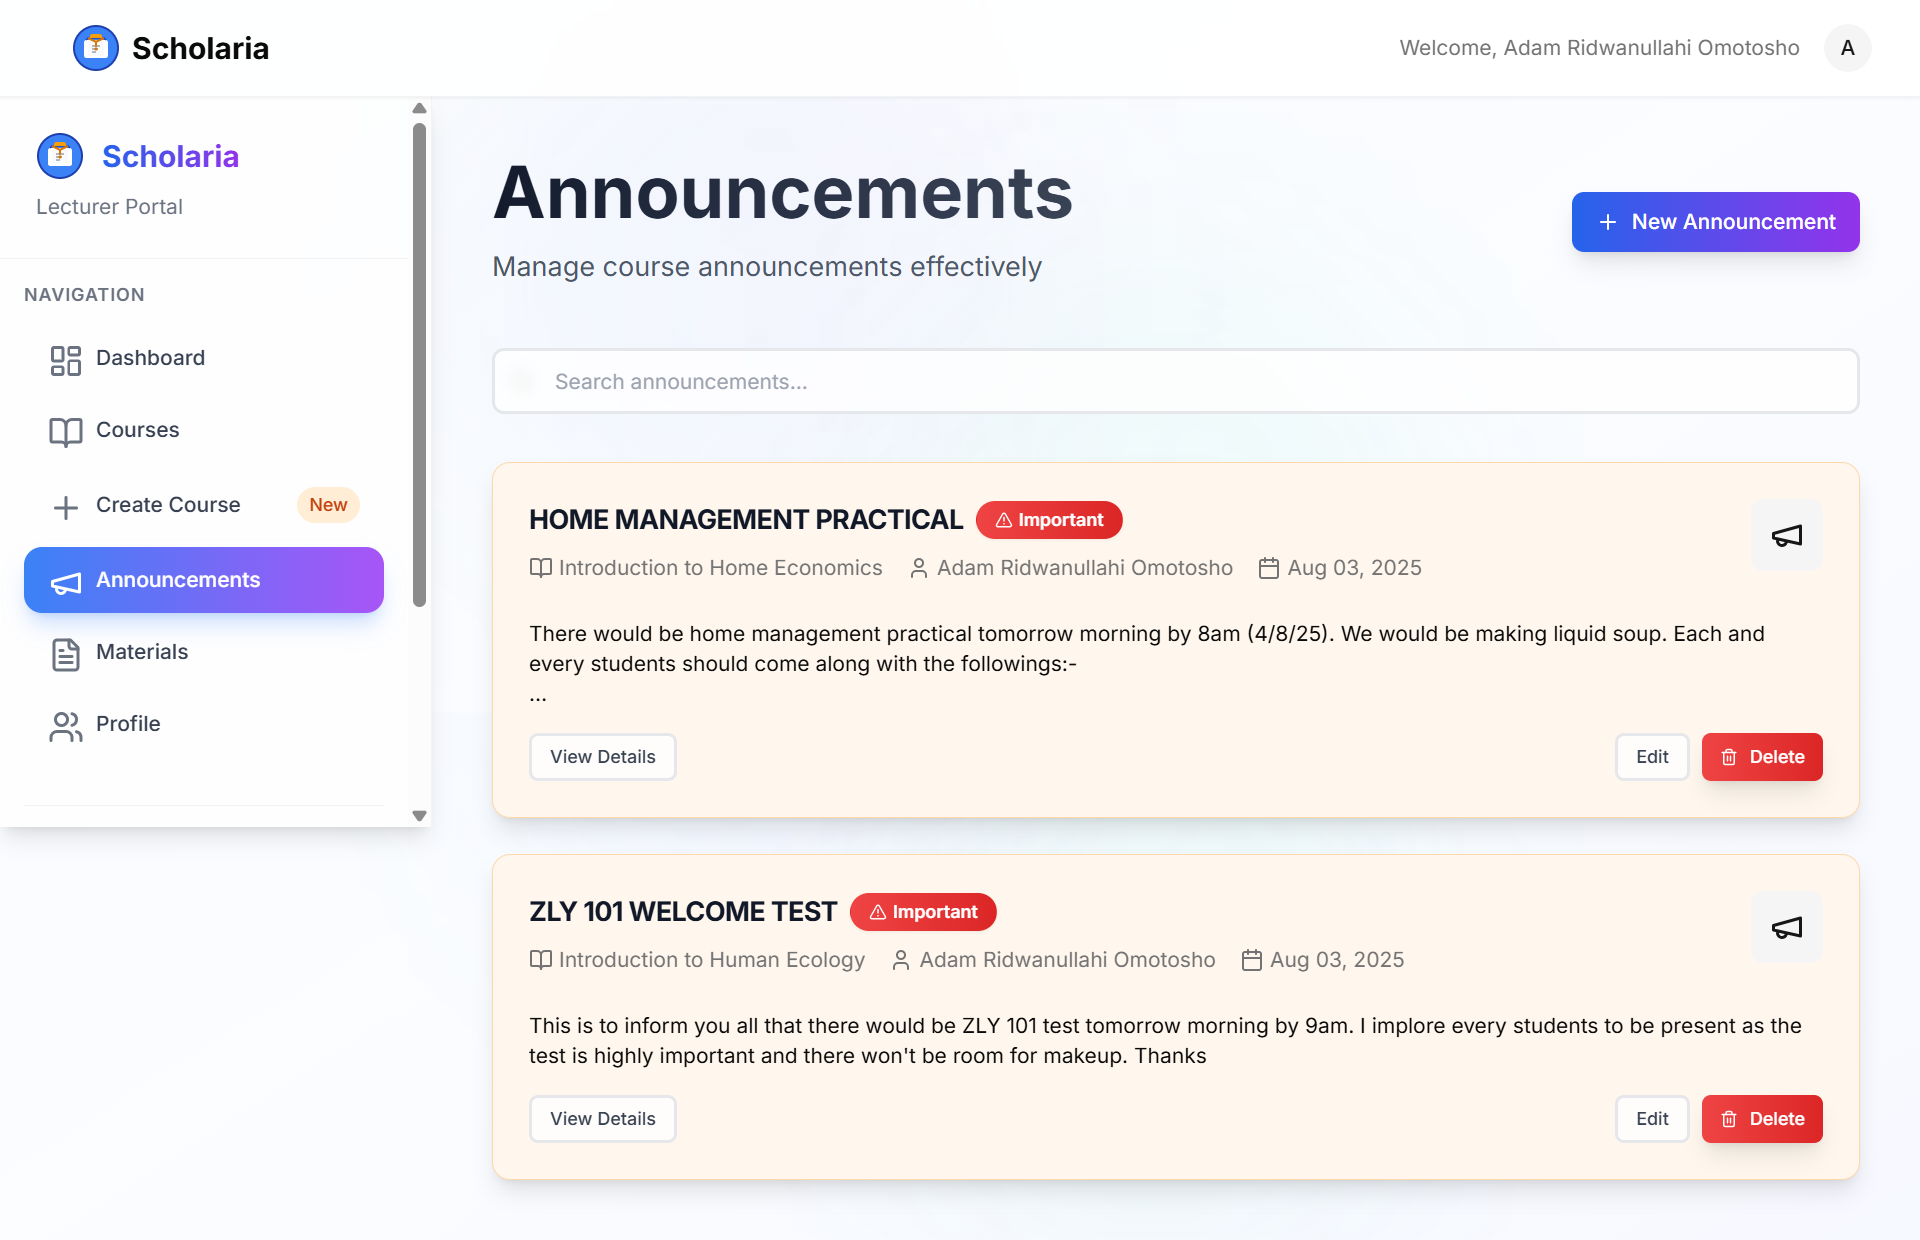 Scholaria
Welcome, Adam Ridwanullahi Omotosho
A
Scholaria
Lecturer Portal
NAVIGATION
Dashboard
Courses
Create Course
New
Announcements
Materials
Profile
Announcements
Manage course announcements effectively
New Announcement
Search announcements...
HOME MANAGEMENT PRACTICAL
Important
Introduction to Home Economics
Adam Ridwanullahi Omotosho
Aug 03, 2025
There would be home management practical tomorrow morning by 8am (4/8/25). We would be making liquid soup. Each and
every students should come along with the followings:-
...
View Details
Edit
Delete
ZLY 101 WELCOME TEST
Important
Introduction to Human Ecology
Adam Ridwanullahi Omotosho
Aug 03, 2025
This is to inform you all that there would be ZLY 101 test tomorrow morning by 9am. I implore every students to be present as the
test is highly important and there won't be room for makeup. Thanks
View Details
Edit
Delete